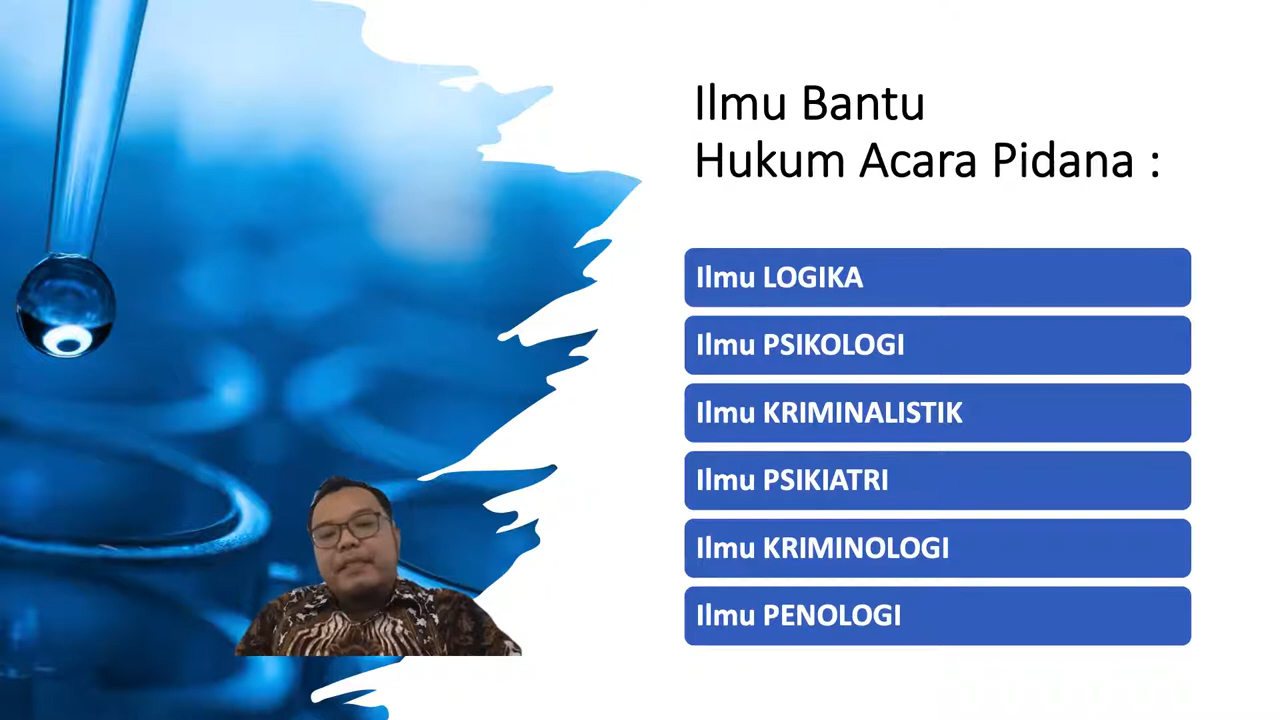 Ilmu Bantu
Hukum Acara Pidana :
Ilmu LOGIKA
Ilmu PSIKOLOGI
Ilmu KRIMINALISTIK
Ilmu PSIKIATRI
Ilmu KRIMINOLOGI
Ilmu PENOLOGI